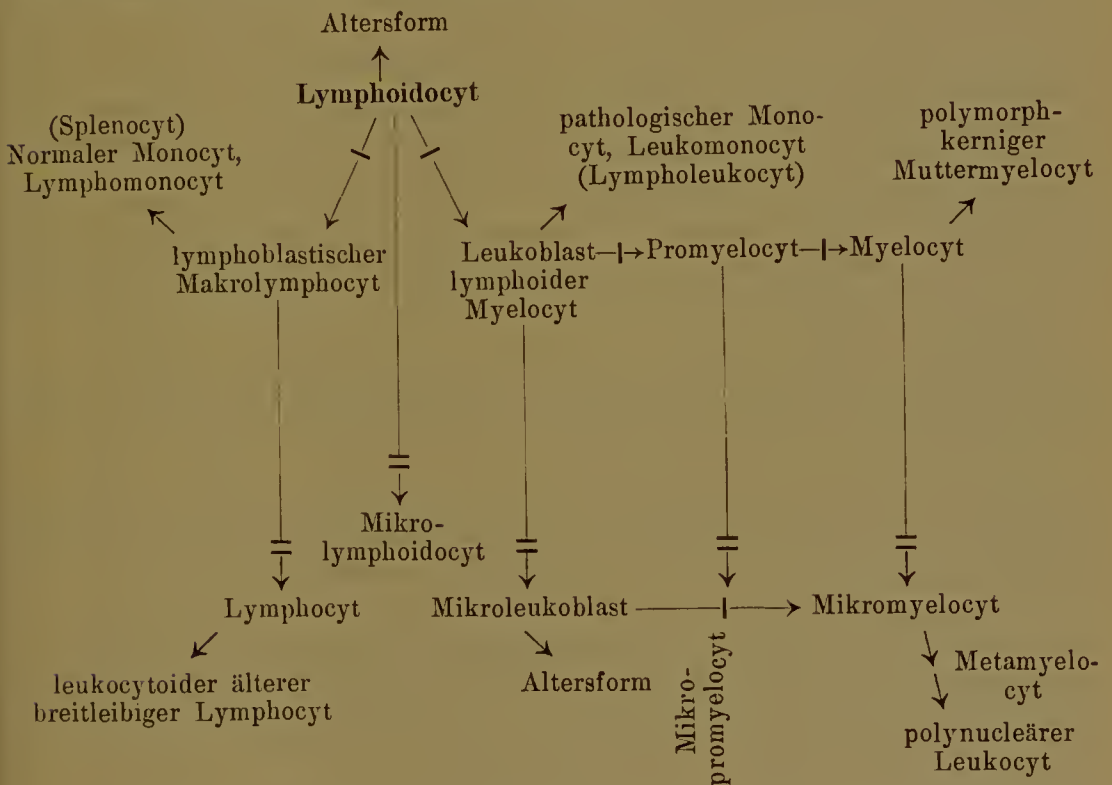 Altersform
Lymphoidocyt
(Splenocyt)
Normaler Monocyt,
Lymphomonocyt
pathologischer Mono-
cyt, Leukomonocyt
(Lympholeukocyt)
polymorph-
kerniger
Muttermyelocyt
lymphoblastischer
Makrolymphocyt
Leukoblast
lymphoider
Myelocyt
Promyelocyt
Myelocyt
Mikro-
lymphoidocyt
Lymphocyt
Mikroleukoblast
Mikromyelocyt
leukocytoider älterer
breitleibiger Lymphocyt
Altersform
Mikro-
promyelocyt
Metamyelo-
cyt
polynucleärer
Leukocyt